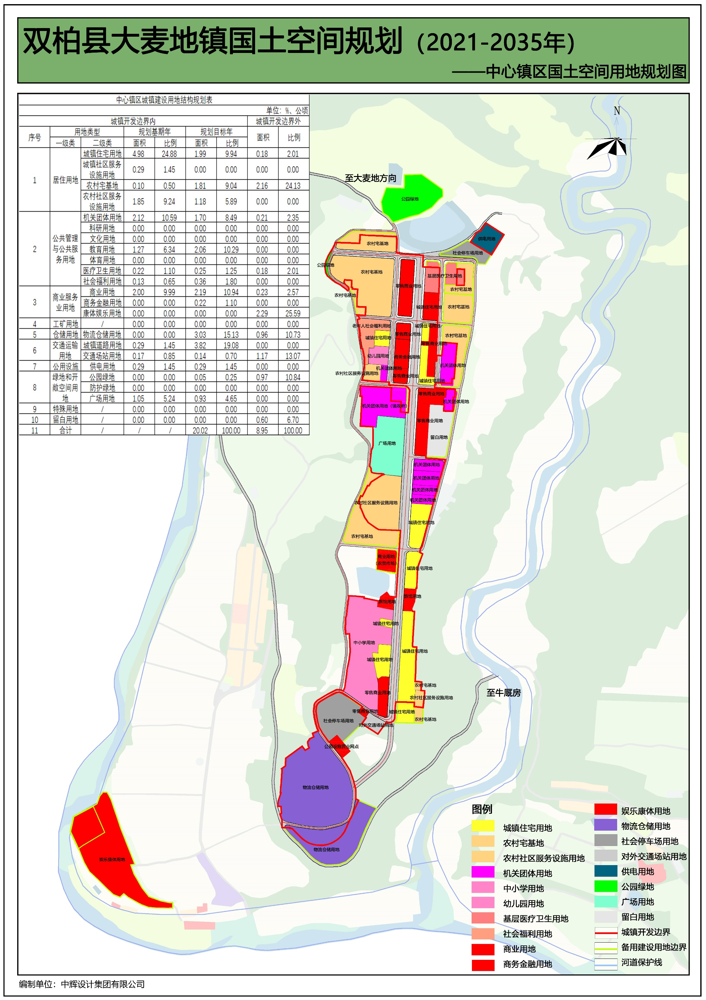 双柏县大麦地镇国土空间规划（2021-2035年）
——中心镇区国土空间用地规划图
中心镇区城镇建设用地结构规划表
单位：%、公顷
城镇开发边界内 城镇开发边界外
序号 用地类型 规划基期年 规划目标年 面积 比例
一级类 二级类 面积 比例 面积 比例
1 居住用地 城镇住宅用地 4.98 24.88 1.99 9.94 0.18 2.01
城镇社区服务设施用地 0.29 1.45 0.00 0.00 0.00 0.00
农村宅基地 0.10 0.50 1.81 9.04 2.16 24.13
农村社区服务设施用地 1.85 9.24 1.18 5.89 0.00 0.00
2 公共管理与公共服务用地 机关团体用地 2.12 10.59 1.70 8.49 0.21 2.35
科研用地 0.00 0.00 0.00 0.00 0.00 0.00
文化用地 0.00 0.00 0.00 0.00 0.00 0.00
教育用地 1.27 6.34 2.06 10.29 0.00 0.00
体育用地 0.00 0.00 0.00 0.00 0.00 0.00
医疗卫生用地 0.22 1.10 0.25 1.25 0.18 2.01
社会福利用地 0.13 0.65 0.36 1.80 0.00 0.00
3 商业服务业用地 商业用地 2.00 9.99 2.19 10.94 0.23 2.57
商务金融用地 0.00 0.00 0.22 1.10 0.00 0.00
康体娱乐用地 0.00 0.00 0.00 0.00 2.29 25.59
4 工矿用地 / 0.00 0.00 0.00 0.00 0.00 0.00
5 仓储用地 物流仓储用地 0.00 0.00 3.03 15.13 0.96 10.73
6 交通运输用地 城镇道路用地 0.29 1.45 3.82 19.08 0.00 0.00
交通场站用地 0.17 0.85 0.14 0.70 1.17 13.07
7 公用设施 供电用地 0.29 1.45 0.29 1.45 0.00 0.00
8 绿地和开敞空间用地 公园绿地 0.00 0.00 0.05 0.25 0.97 10.84
防护绿地 0.00 0.00 0.00 0.00 0.00 0.00
广场用地 1.05 5.24 0.93 4.65 0.00 0.00
9 特殊用地 / 0.00 0.00 0.00 0.00 0.00 0.00
10 留白用地 / 0.00 0.00 0.00 0.00 0.60 6.70
11 合计 / / / 20.02 100.00 8.95 100.00
N
至大麦地方向
公园绿地
供电用地
农村宅基地
社会停车场用地
公园绿地
农村宅基地
基层医疗卫生用地
零售商业用地
农村宅基地
农村宅基地
城镇住宅用地
农村宅基地
老年人社会福利用地
城镇住宅用地
零售商业用地
农村宅基地
城镇住宅用地
零售商业用地
幼儿园用地
商务金融用地
机关团体用地
机关团体用地
农村社区服务设施用地
零售商业用地
城镇住宅用地
零售商业用地
机关团体用地
机关团体用地（镇政府）
零售商业用地
留白用地
广场用地
机关团体用地
机关团体用地
机关团体用地
机关团体用地
农村社区服务设施用地
城镇住宅用地
农村宅基地
商业用地
（农贸市场）
城镇住宅用地
旅馆用地
旅馆用地
城镇住宅用地
中小学用地
城镇住宅用地
城镇住宅用地
农村宅基地
零售商业用地
至牛厩房
农村社区服务设施用地
零售商业用地
城镇住宅用地
社会停车场用地
农村宅基地
对外交通场站用地
公用设施营业网点
物流仓储用地
物流仓储用地
娱乐康体用地
图例
城镇住宅用地
农村宅基地
农村社区服务设施用地
机关团体用地
中小学用地
幼儿园用地
基层医疗卫生用地
社会福利用地
商业用地
商务金融用地
娱乐康体用地
物流仓储用地
社会停车场用地
对外交通场站用地
供电用地
公园绿地
广场用地
留白用地
城镇开发边界
备用建设用地边界
河道保护线
编制单位：中辉设计集团有限公司